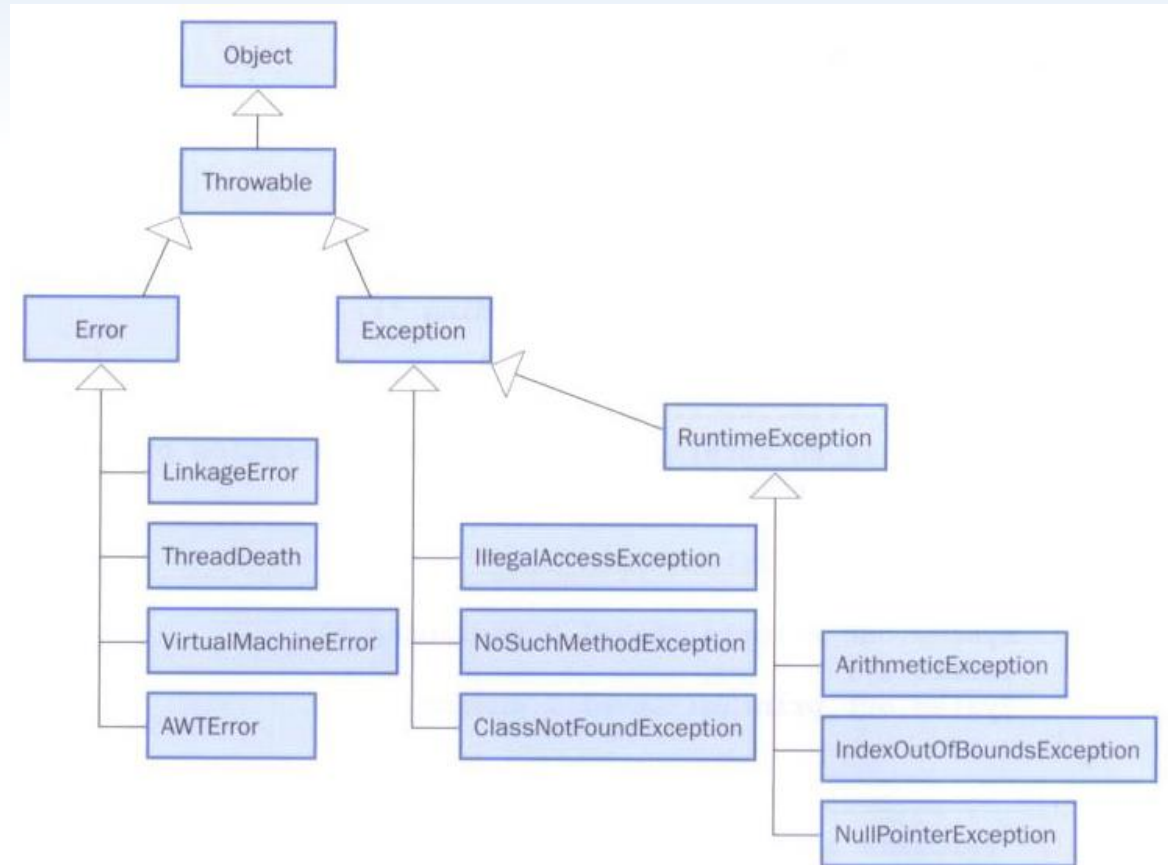 Object
Throwable
Error
Exception
RuntimeException
LinkageError
ThreadDeath
VirtualMachineError
AWTError
IllegalAccessException
NoSuchMethodException
ClassNotFoundException
ArithmeticException
IndexOutOfBoundsException
NullPointerException